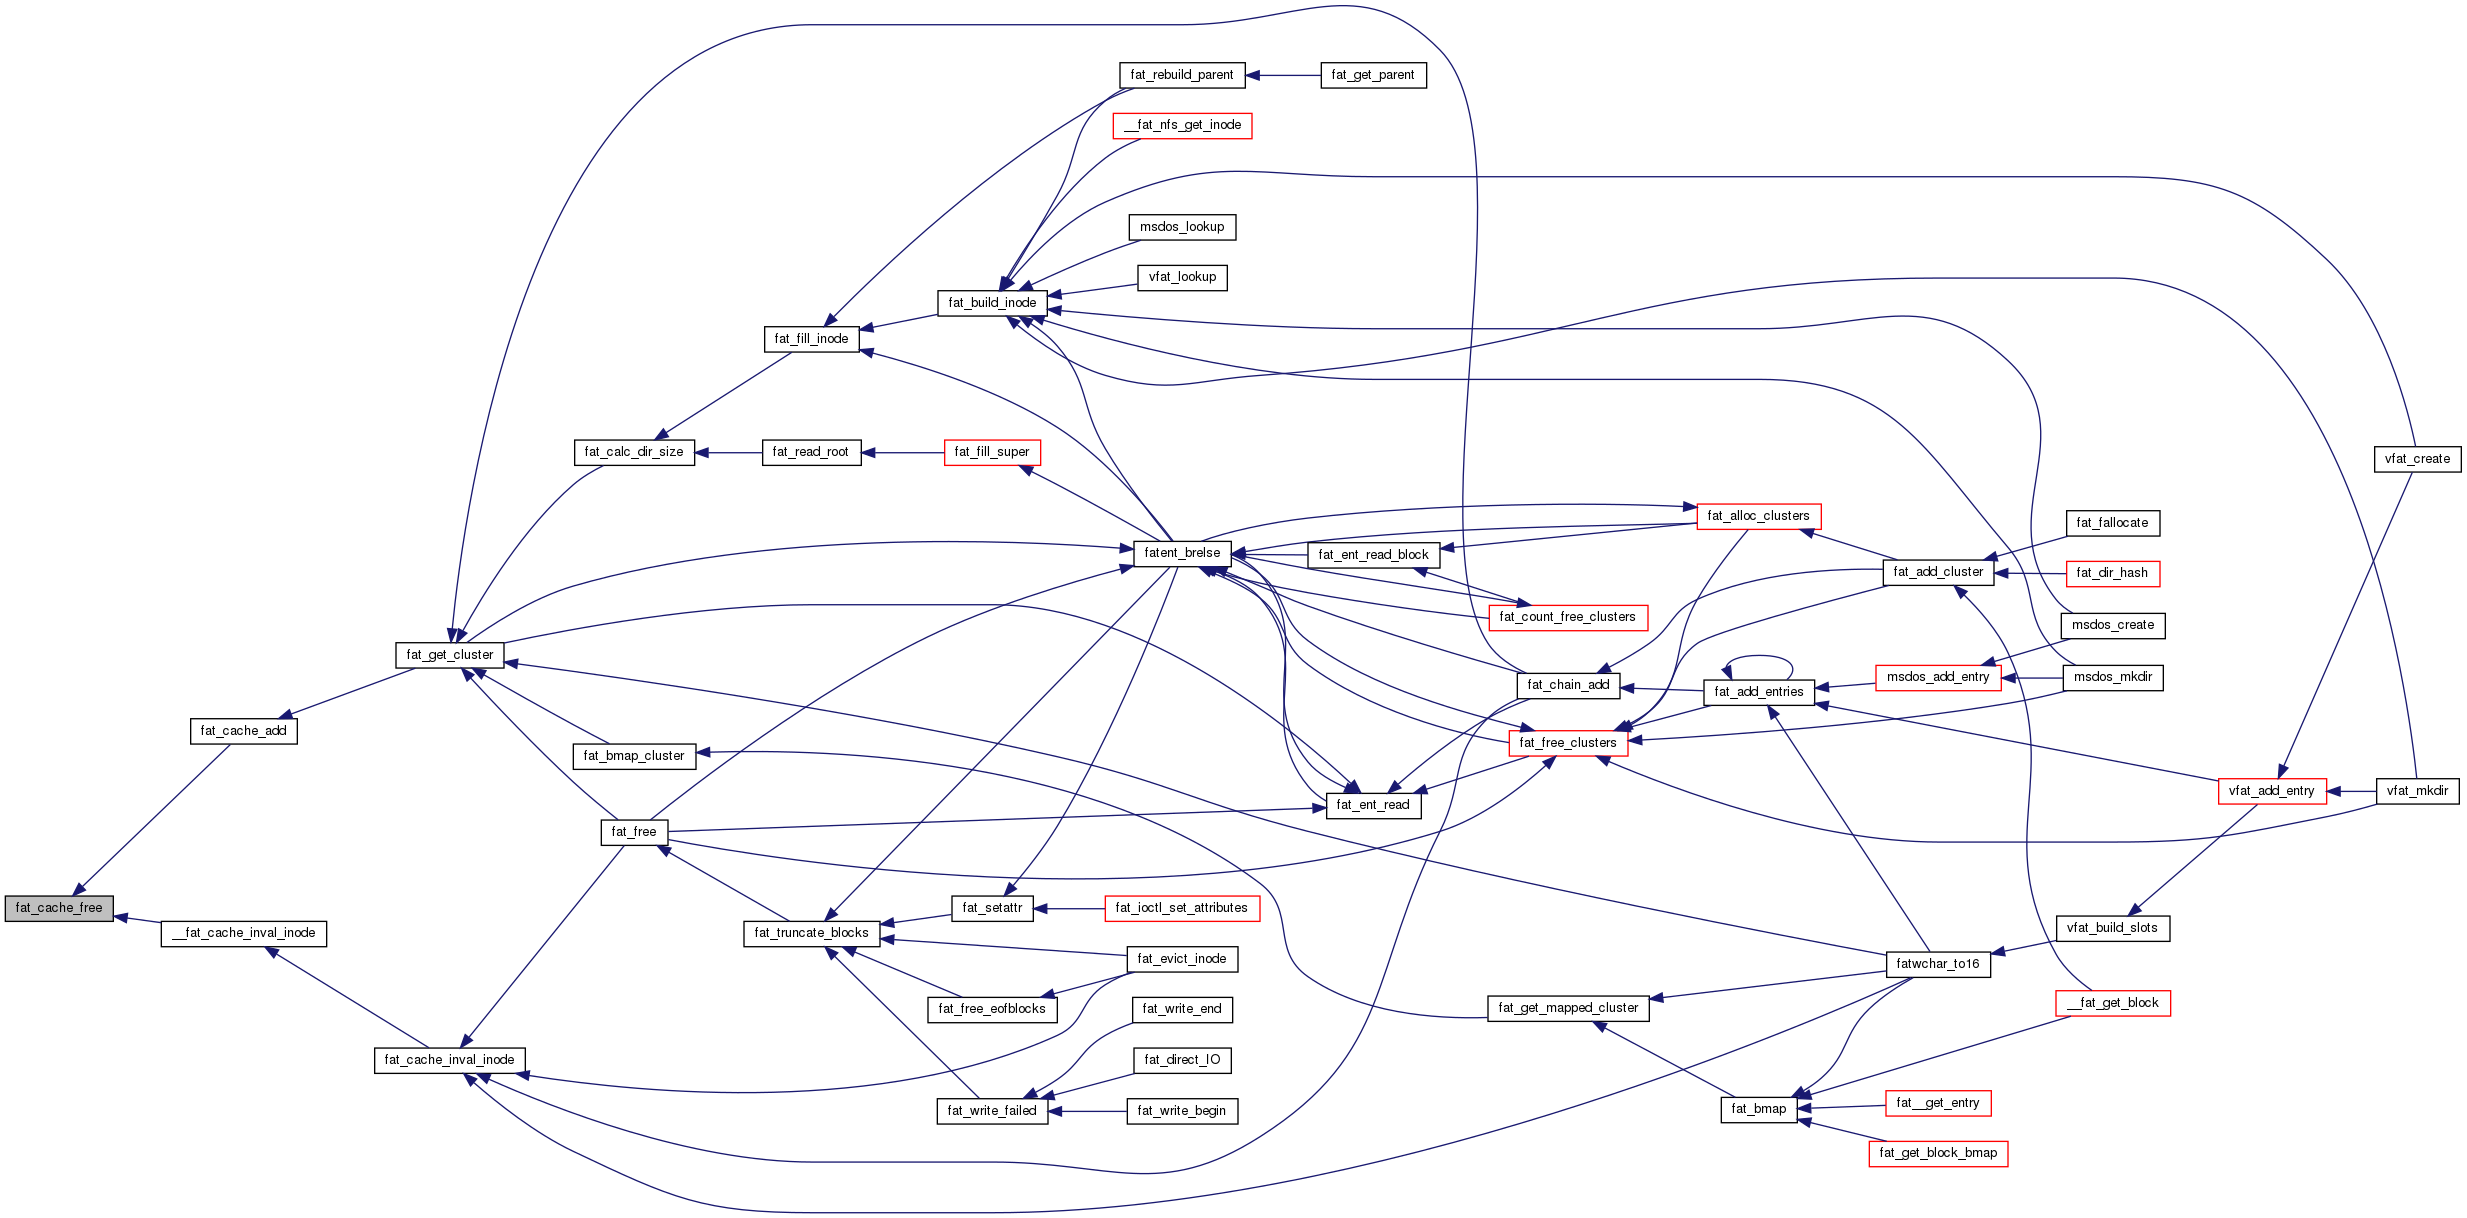 fat_rebuild_parent
fat_get_parent
__fat_nfs_get_inode
msdos_lookup
vfat_lookup
fat_build_inode
fat_fill_inode
fat_calc_dir_size
fat_read_root
fat_fill_super
vfat_create
fat_alloc_clusters
fat_fallocate
fatent_brelse
fat_ent_read_block
fat_add_cluster
fat_dir_hash
fat_count_free_clusters
msdos_create
fat_get_cluster
fat_chain_add
fat_add_entries
msdos_add_entry
msdos_mkdir
fat_cache_add
fat_bmap_cluster
fat_free_clusters
vfat_add_entry
vfat_mkdir
fat_ent_read
fat_free
fat_cache_free
fat_setattr
fat_ioctl_set_attributes
__fat_cache_inval_inode
fat_truncate_blocks
vfat_build_slots
fat_evict_inode
fatwchar_to16
fat_free_eofblocks
fat_write_end
fat_get_mapped_cluster
__fat_get_block
fat_cache_inval_inode
fat_direct_IO
fat_write_failed
fat_write_begin
fat_bmap
fat__get_entry
fat_get_block_bmap